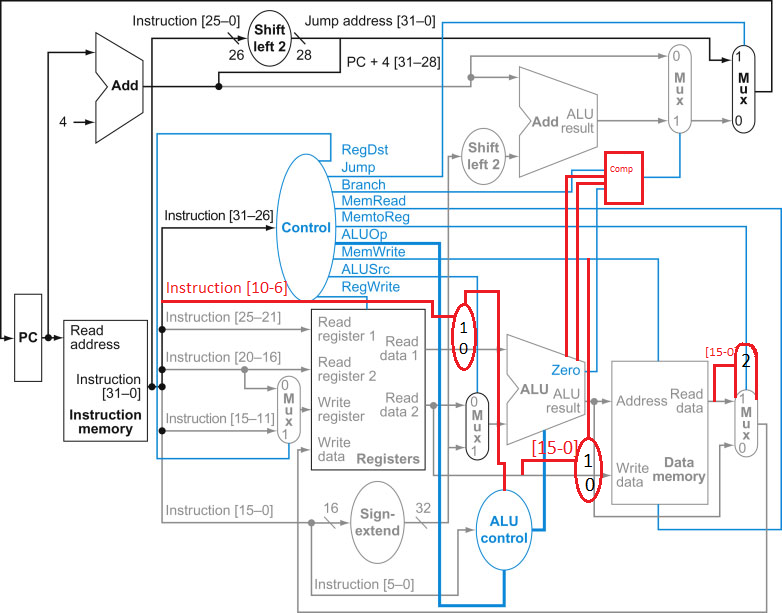 Instruction [25–0]
Shift
left 2
Jump address [31–0]
26
28
PC + 4 [31–28]
Add
4
0
Mux
1
1
Mux
0
Add
ALU
result
Shift
left 2
RegDst
Jump
Branch
MemRead
MemtoReg
ALUOp
MemWrite
ALUSrc
RegWrite
Comp
Instruction [31–26]
Control
Instruction [10-6]
PC
Read
address
Instruction
[31–0]
Instruction
memory
Instruction [25–21]
Instruction [20–16]
Instruction [15–11]
0
Mux
1
Read
register 1
Read
register 2
Write
register
Write
data
Read
data 1
Read
data 2
Registers
1
0
0
Mux
1
Zero
ALU
ALU
result
[15-0]
1
0
Address
Read
data
Write
data
Data
memory
[15-0]
2
1
Mux
0
Instruction [15–0]
16
Sign-
extend
32
ALU
control
Instruction [5–0]